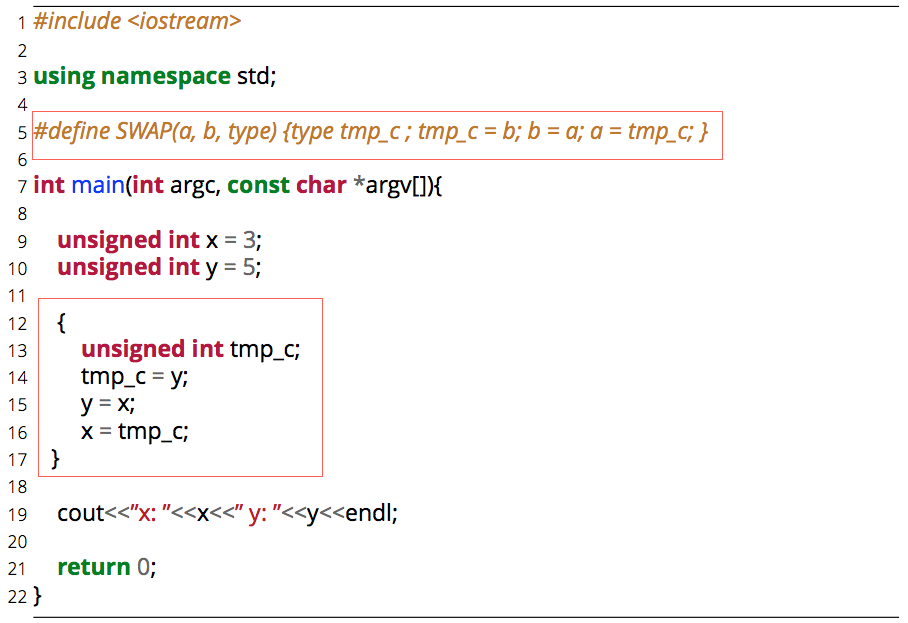 1 #include <iostream>
2
3 using namespace std;
4
5 #define SWAP(a, b, type) {type tmp_c ; tmp_c = b; b = a; a = tmp_c; }
6
7 int main(int argc, const char *argv[]){
8
9 unsigned int x = 3;
10 unsigned int y = 5;
11
12 {
13 unsigned int tmp_c;
14 tmp_c = y;
15 y = x;
16 x = tmp_c;
17 }
18
19 cout<<”x: ”<<x<<” y: ”<<y<<endl;
20
21 return 0;
22 }